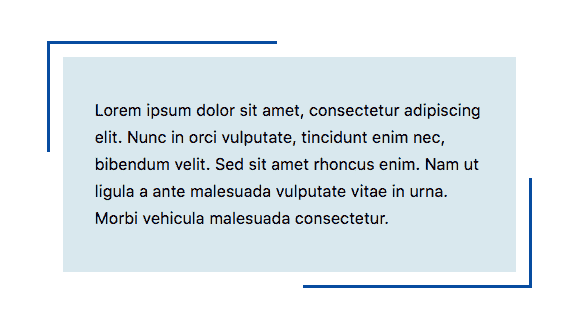 Lorem ipsum dolor sit amet, consectetur adipiscing
elit. Nunc in orci vulputate, tincidunt enim nec,
bibendum velit. Sed sit amet rhoncus enim. Nam ut
ligula a ante malesuada vulputate vitae in urna.
Morbi vehicula malesuada consectetur.